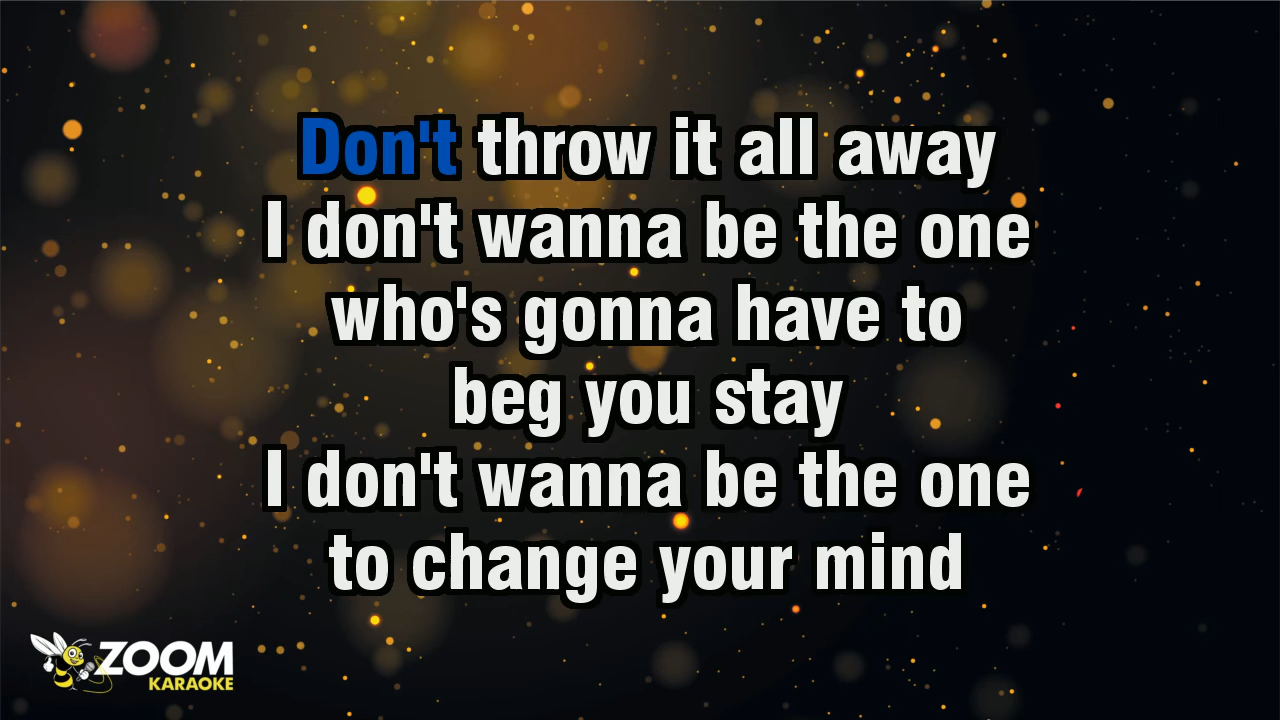 Don't throw it all away
I don't wanna be the one
who's gonna have to
beg you stay
I don't wanna be the one
to change your mind
ZOOM
KARAOKE